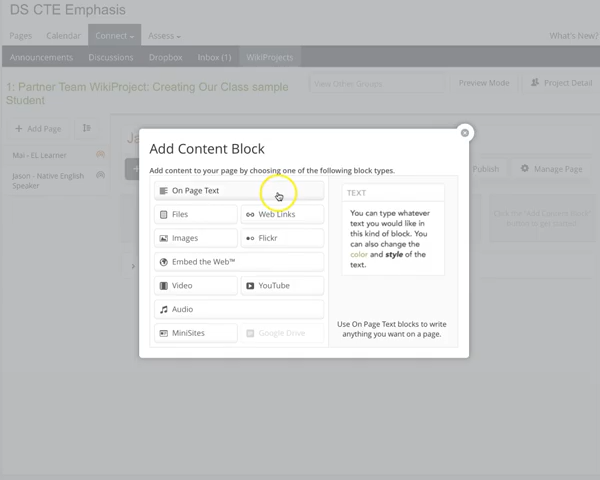 DS CTE Emphasis
Pages Calendar Connect Assess What's New?
Announcements Discussions Dropbox Inbox (1) WikiProjects
1: Partner Team WikiProject: Creating Our Class sample
Student
View Other Groups
Preview Mode
Project Detail
Add Page
Mai - EL Learner
Jason - Native English
Speaker
Ja
Publish
Manage Page
Add Content Block
Add content to your page by choosing one of the following block types.
On Page Text
Files
Web Links
Images
Flickr
Embed the Web™
Video
YouTube
Audio
MiniSites
Google Drive
TEXT
You can type whatever
text you would like in
this kind of block. You
can also change the
color and style of the
text.
Use On Page Text blocks to write
anything you want on a page.